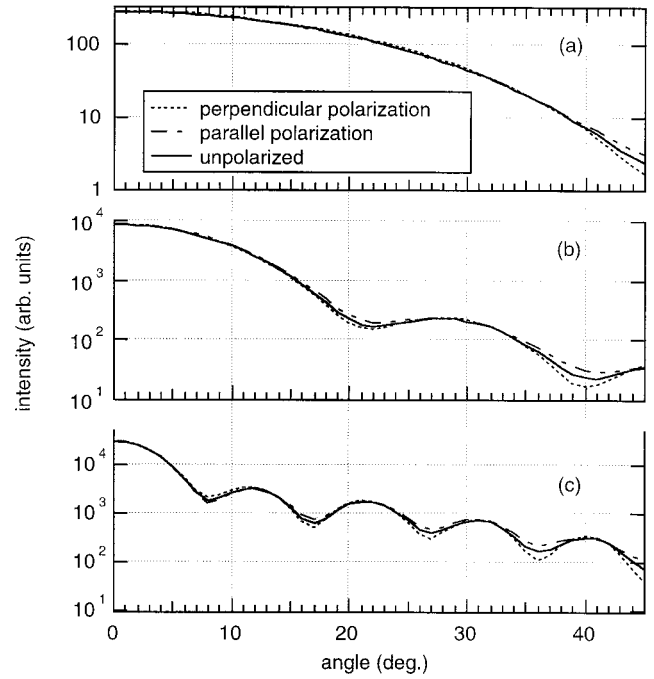 100
10
1
(a)
perpendicular polarization
parallel polarization
unpolarized
intensity (arb. units)
10^4
10^3
10^2
10^1
(b)
10^4
10^3
10^2
10^1
(c)
0 10 20 30 40
angle (deg.)